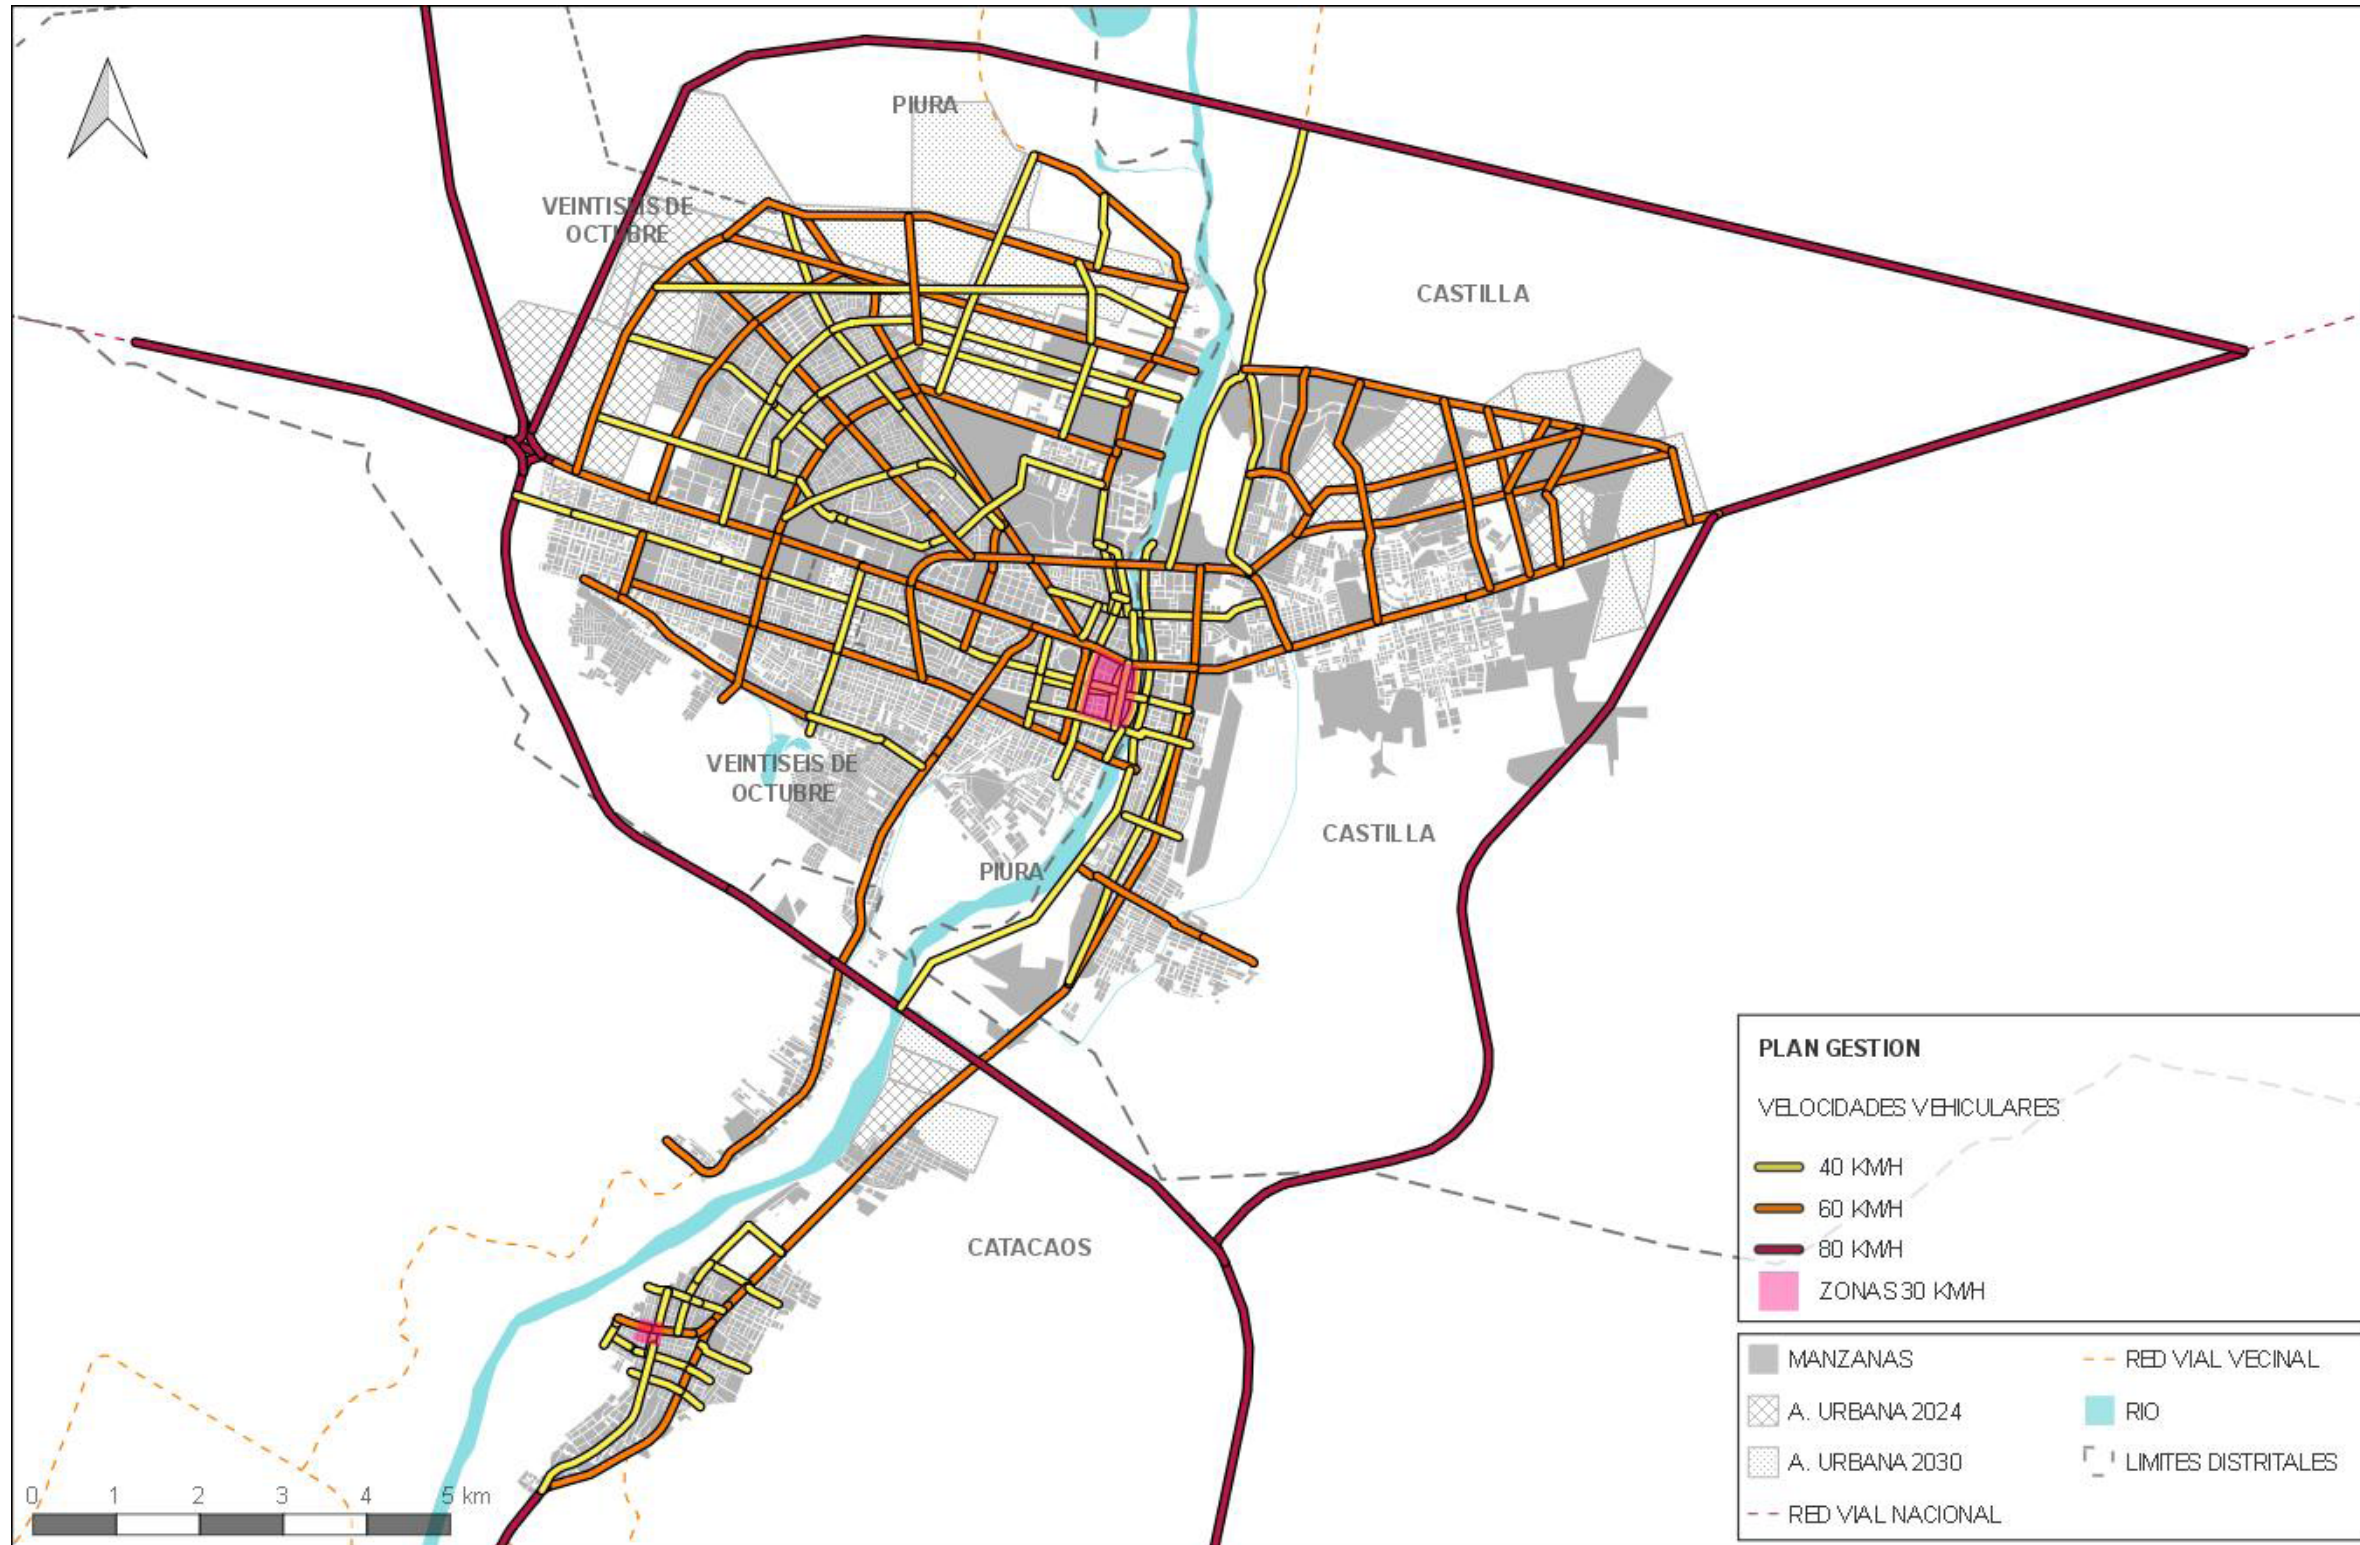 PIURA
VEINTISEIS DE
OCTUBRE
CASTILLA
VEINTISEIS DE
OCTUBRE
CASTILLA
PIURA
CATACAOS
PLAN GESTION
VELOCIDADES VEHICULARES
40 KM/H
60 KM/H
80 KM/H
ZONAS 30 KM/H
MANZANAS
RED VIAL VECINAL
A. URBANA 2024
RIO
A. URBANA 2030
LIMITES DISTRITALES
RED VIAL NACIONAL
0 1 2 3 4 5 km